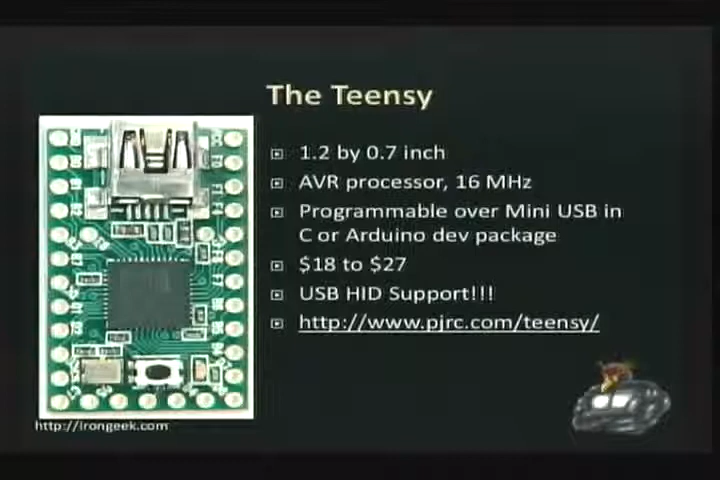 The Teensy
1.2 by 0.7 inch
AVR processor, 16 MHz
Programmable over Mini USB in
C or Arduino dev package
$18 to $27
USB HID Support!!!
http://www.pjrc.com/teensy/
http://Irongeek.com